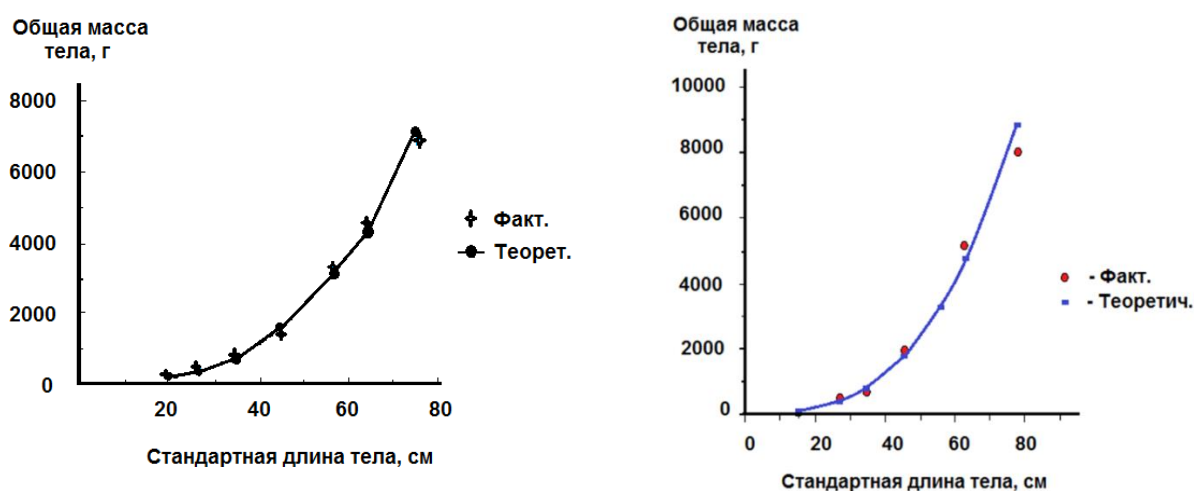 Общая масса
тела, г
8000
6000
4000
2000
0
20 40 60 80
Стандартная длина тела, см
Факт.
Теорет.
Общая масса
тела, г
10000
8000
6000
4000
2000
0
0 20 40 60 80
Стандартная длина тела, см
- Факт.
- Теоретич.